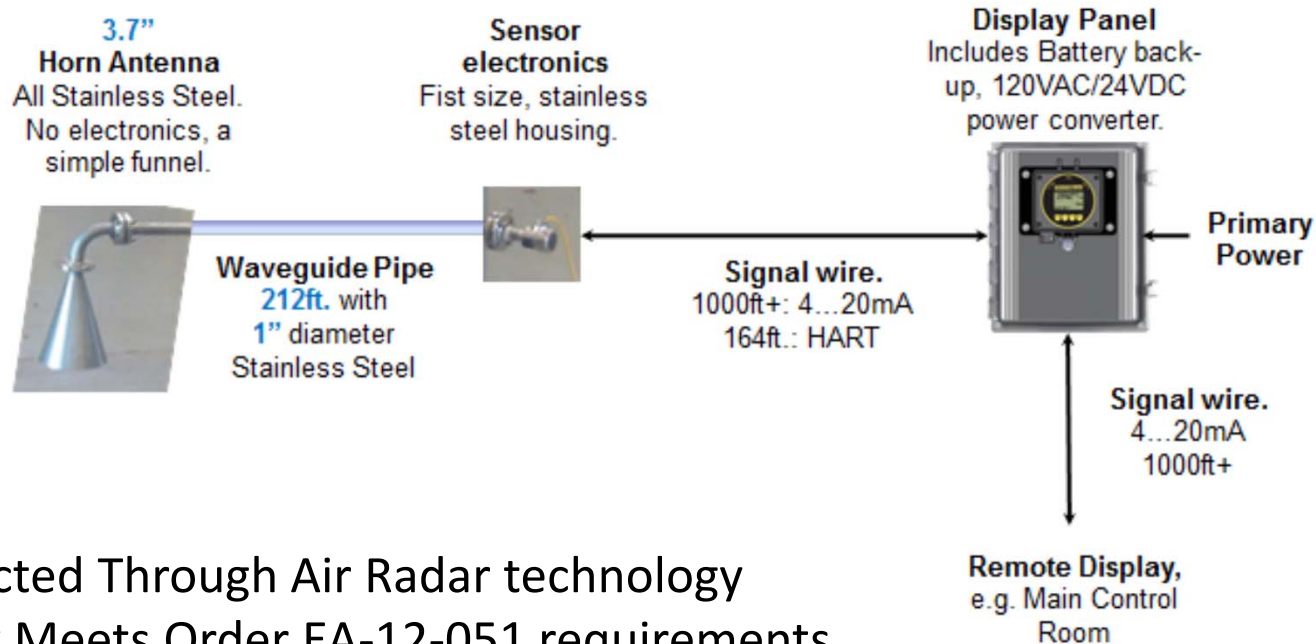 3.7”
Horn Antenna
All Stainless Steel.
No electronics, a
simple funnel.
Sensor
electronics
Fist size, stainless
steel housing.
Display Panel
Includes Battery back-
up, 120VAC/24VDC
power converter.
Waveguide Pipe
212ft. with
1” diameter
Stainless Steel
Signal wire.
1000ft+: 4...20mA
164ft.: HART
Primary
Power
Signal wire.
4...20mA
1000ft+
Remote Display,
e.g. Main Control
Room
cted Through Air Radar technology
Meets Order EA-12-051 requirements